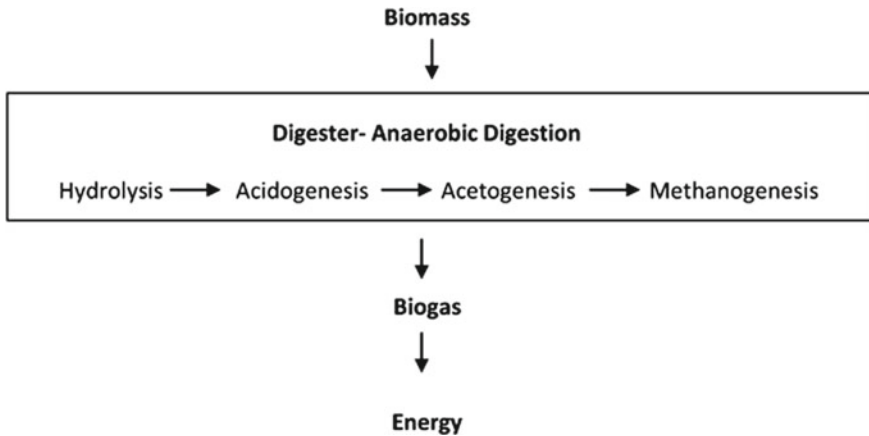 Biomass
Digester- Anaerobic Digestion
Hydrolysis Acidogenesis Acetogenesis Methanogenesis
Biogas
Energy